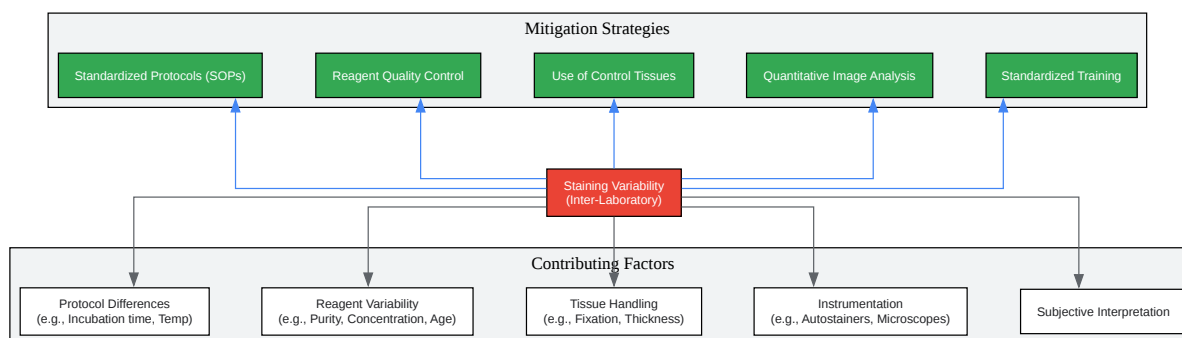 Mitigation Strategies
Standardized Protocols (SOPs)
Reagent Quality Control
Use of Control Tissues
Quantitative Image Analysis
Standardized Training
Staining Variability
(Inter-Laboratory)
Contributing Factors
Protocol Differences
(e.g., Incubation time, Temp)
Reagent Variability
(e.g., Purity, Concentration, Age)
Tissue Handling
(e.g., Fixation, Thickness)
Instrumentation
(e.g., Autostainers, Microscopes)
Subjective Interpretation